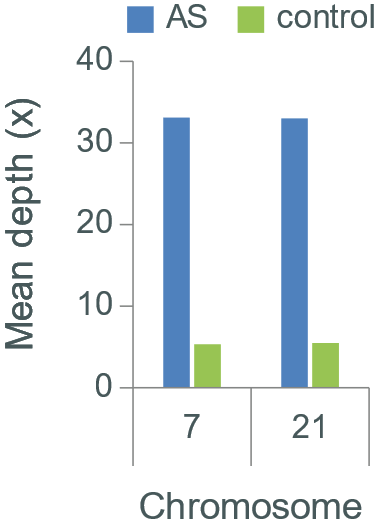 AS control
40
30
20
10
0
Mean depth (x)
7 21
Chromosome